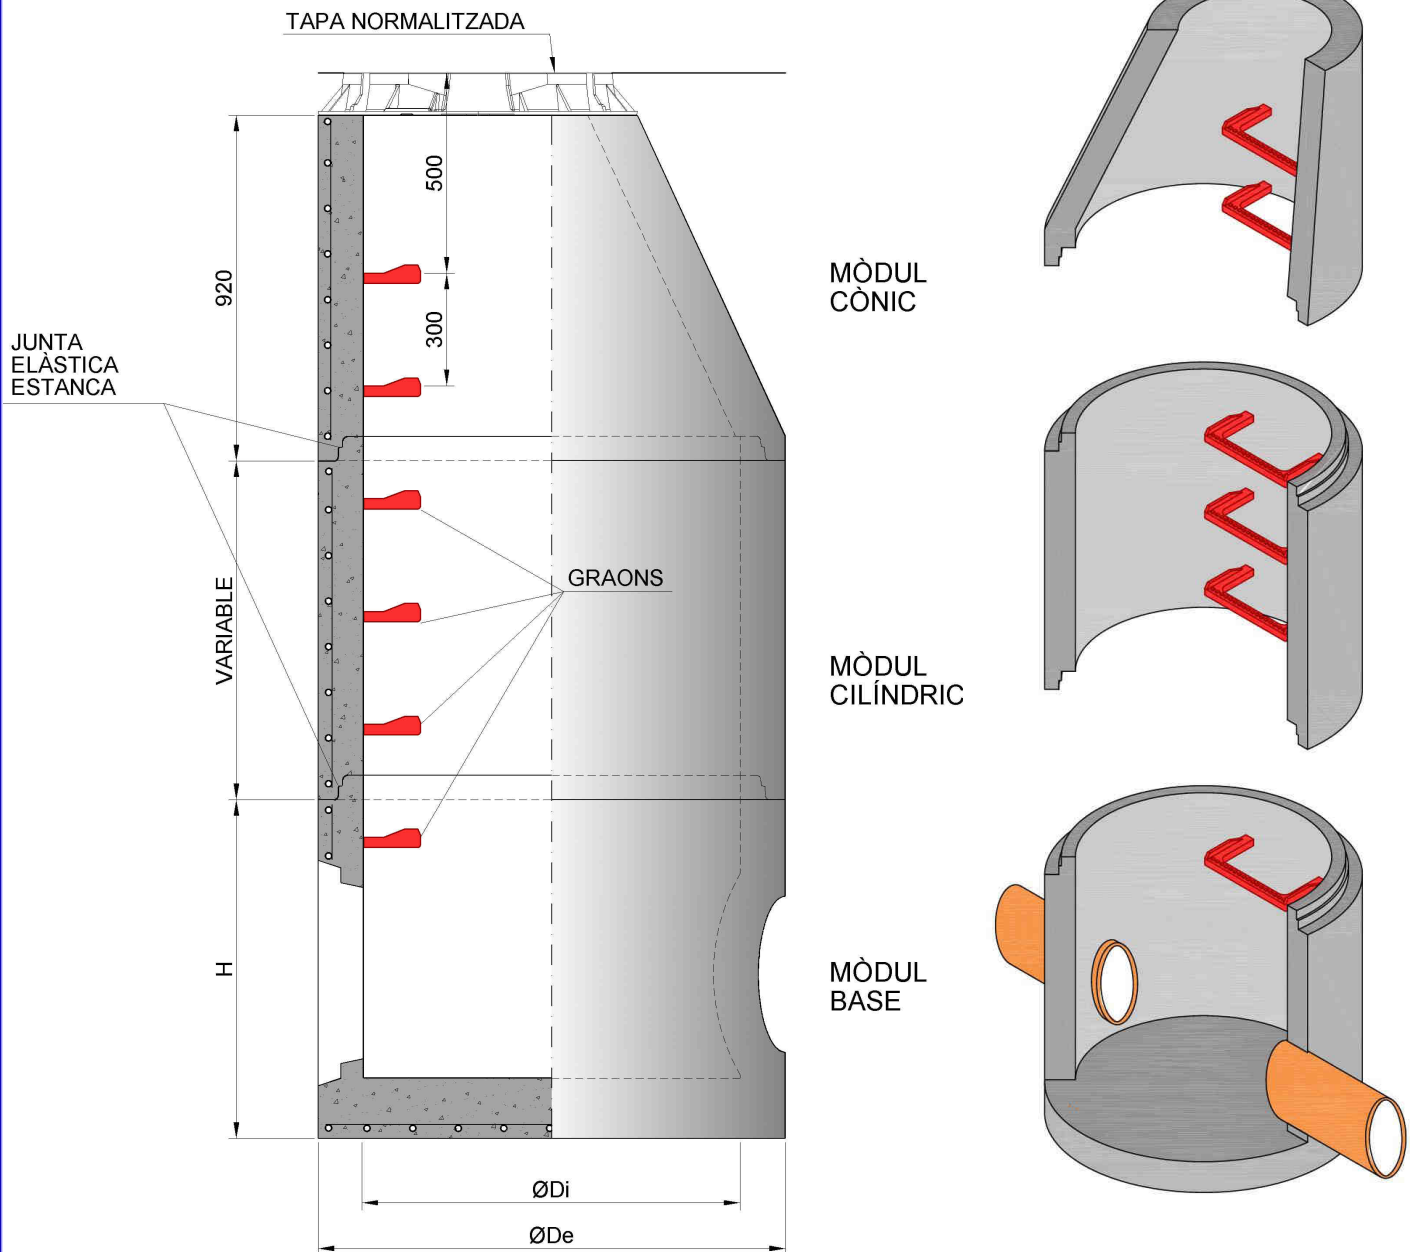 TAPA NORMALITZADA
500
920
300
JUNTA
ELÀSTICA
ESTANCA
VARIABLE
GRAONS
H
ØDi
ØDe
MÒDUL
CÒNIC
MÒDUL
CILÍNDRIC
MÒDUL
BASE